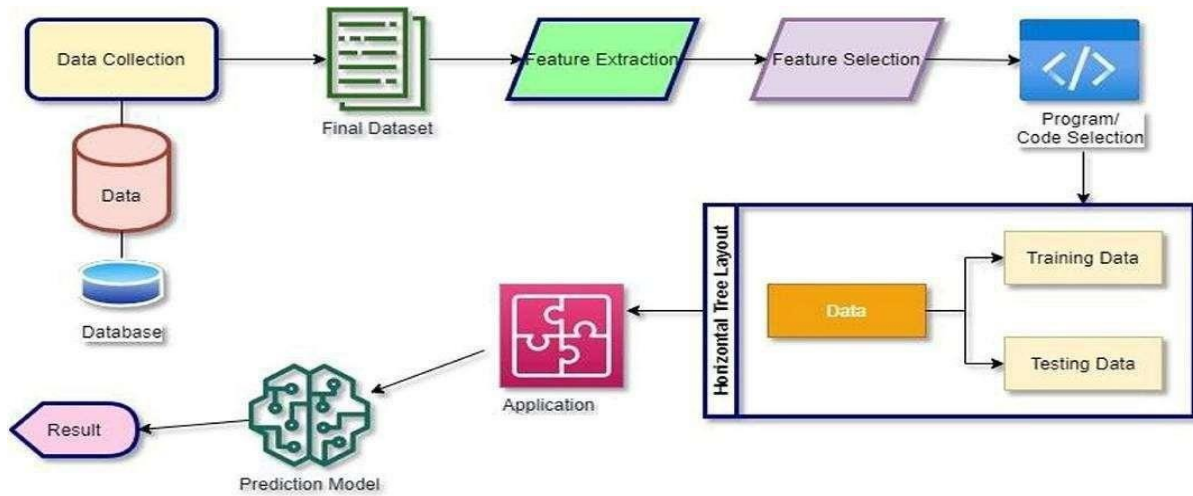 Data Collection
Final Dataset
Feature Extraction
Feature Selection
Program/
Code Selection
Data
Database
Horizontal Tree Layout
Data
Training Data
Testing Data
Application
Prediction Model
Result